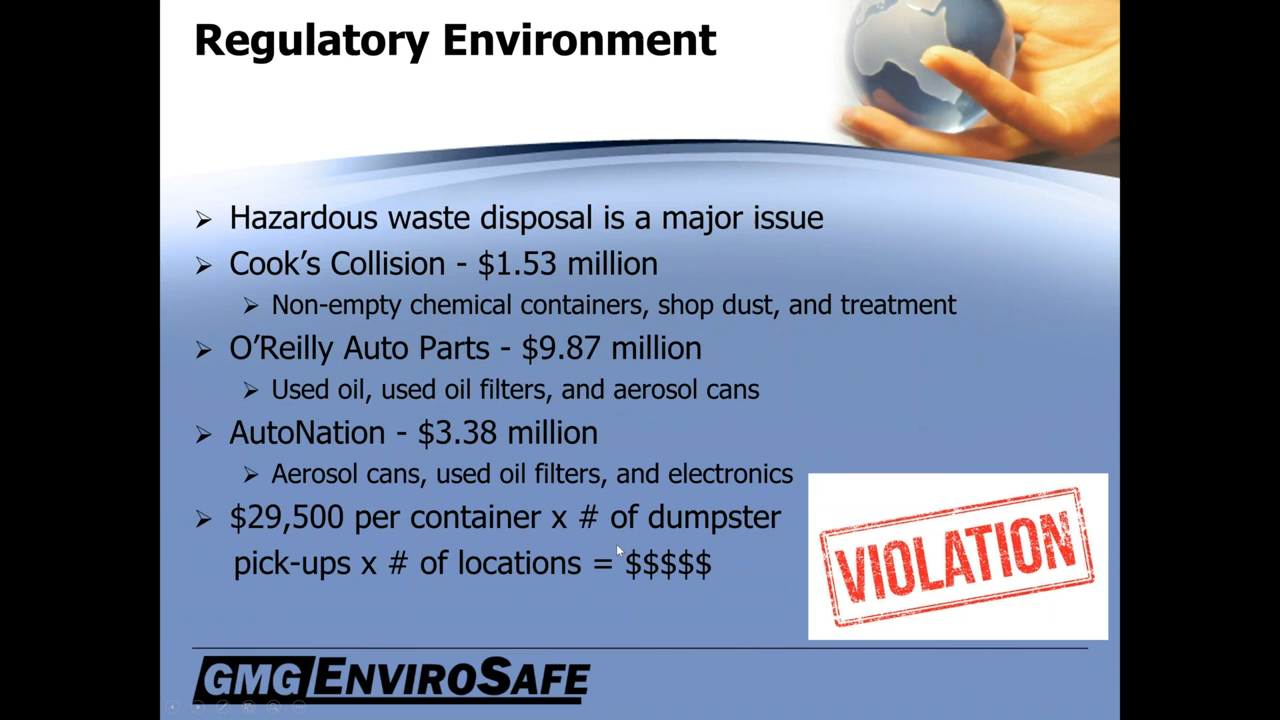 Regulatory Environment
Hazardous waste disposal is a major issue
Cook’s Collision - $1.53 million
Non-empty chemical containers, shop dust, and treatment
O’Reilly Auto Parts - $9.87 million
Used oil, used oil filters, and aerosol cans
AutoNation - $3.38 million
Aerosol cans, used oil filters, and electronics
$29,500 per container x # of dumpster
pick-ups x # of locations = $$$$$
VIOLATION
GMG ENVIROSAFE